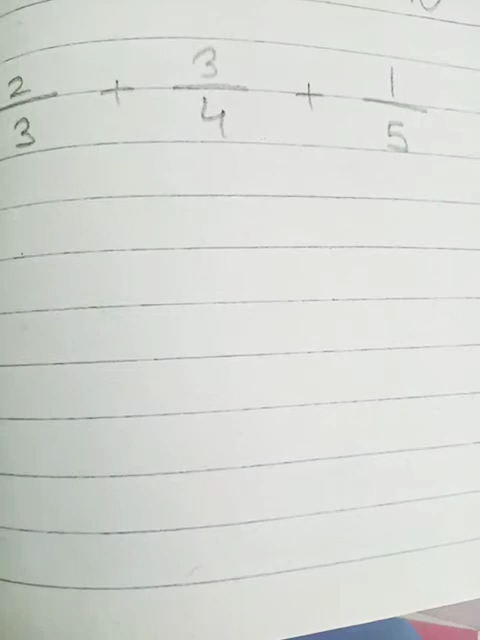 2/3 + 3/4 + 1/5